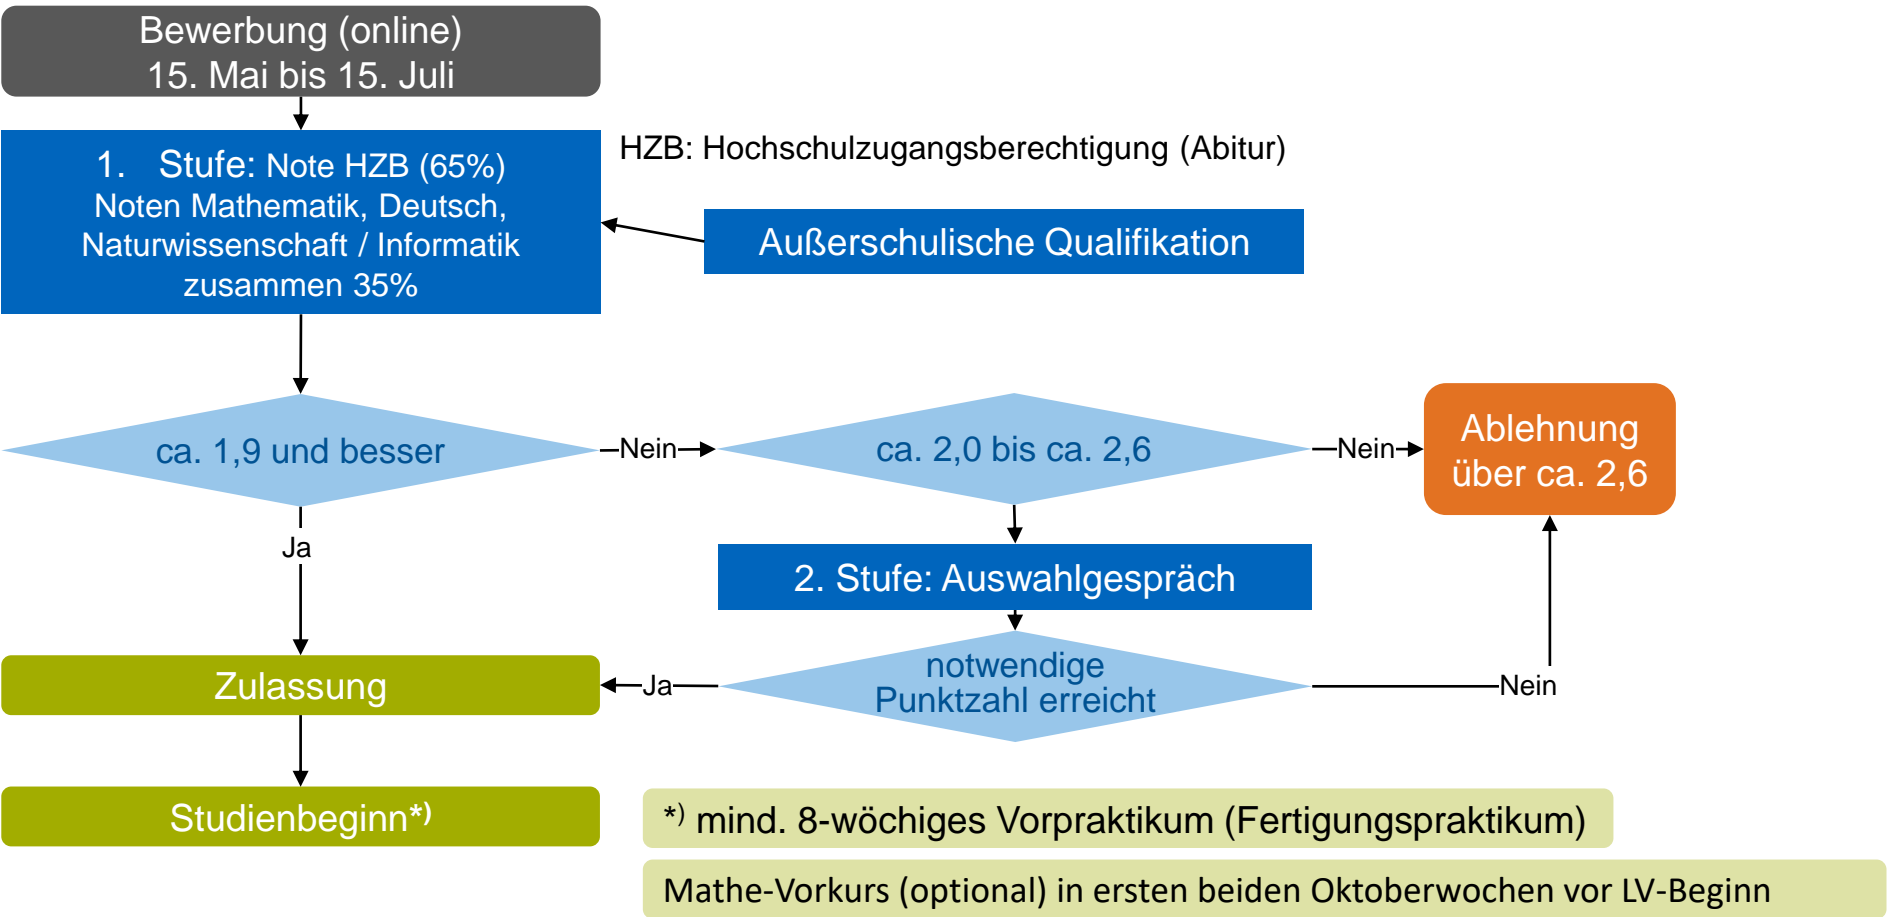 Bewerbung (online)
15. Mai bis 15. Juli
HZB: Hochschulzugangsberechtigung (Abitur)
1. Stufe: Note HZB (65%)
Noten Mathematik, Deutsch,
Naturwissenschaft / Informatik
zusammen 35%
Außerschulische Qualifikation
ca. 1,9 und besser
Nein
ca. 2,0 bis ca. 2,6
Nein
Ablehnung
über ca. 2,6
Ja
2. Stufe: Auswahlgespräch
notwendige
Punktzahl erreicht
Ja
Nein
Zulassung
Studienbeginn*)
*) mind. 8-wöchiges Vorpraktikum (Fertigungspraktikum)
Mathe-Vorkurs (optional) in ersten beiden Oktoberwochen vor LV-Beginn